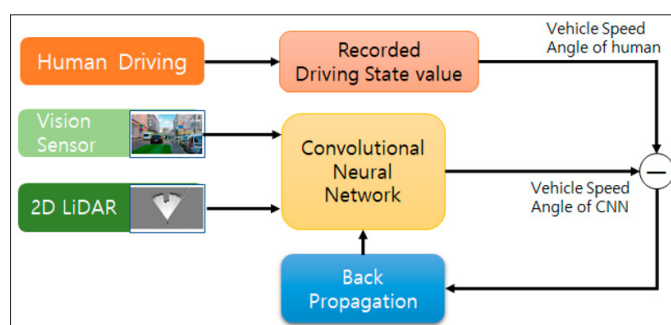 Human Driving
Recorded
Driving State value
Vehicle Speed
Angle of human
Vision
Sensor
Convolutional
Neural
Network
2D LiDAR
Vehicle Speed
Angle of CNN
Back
Propagation